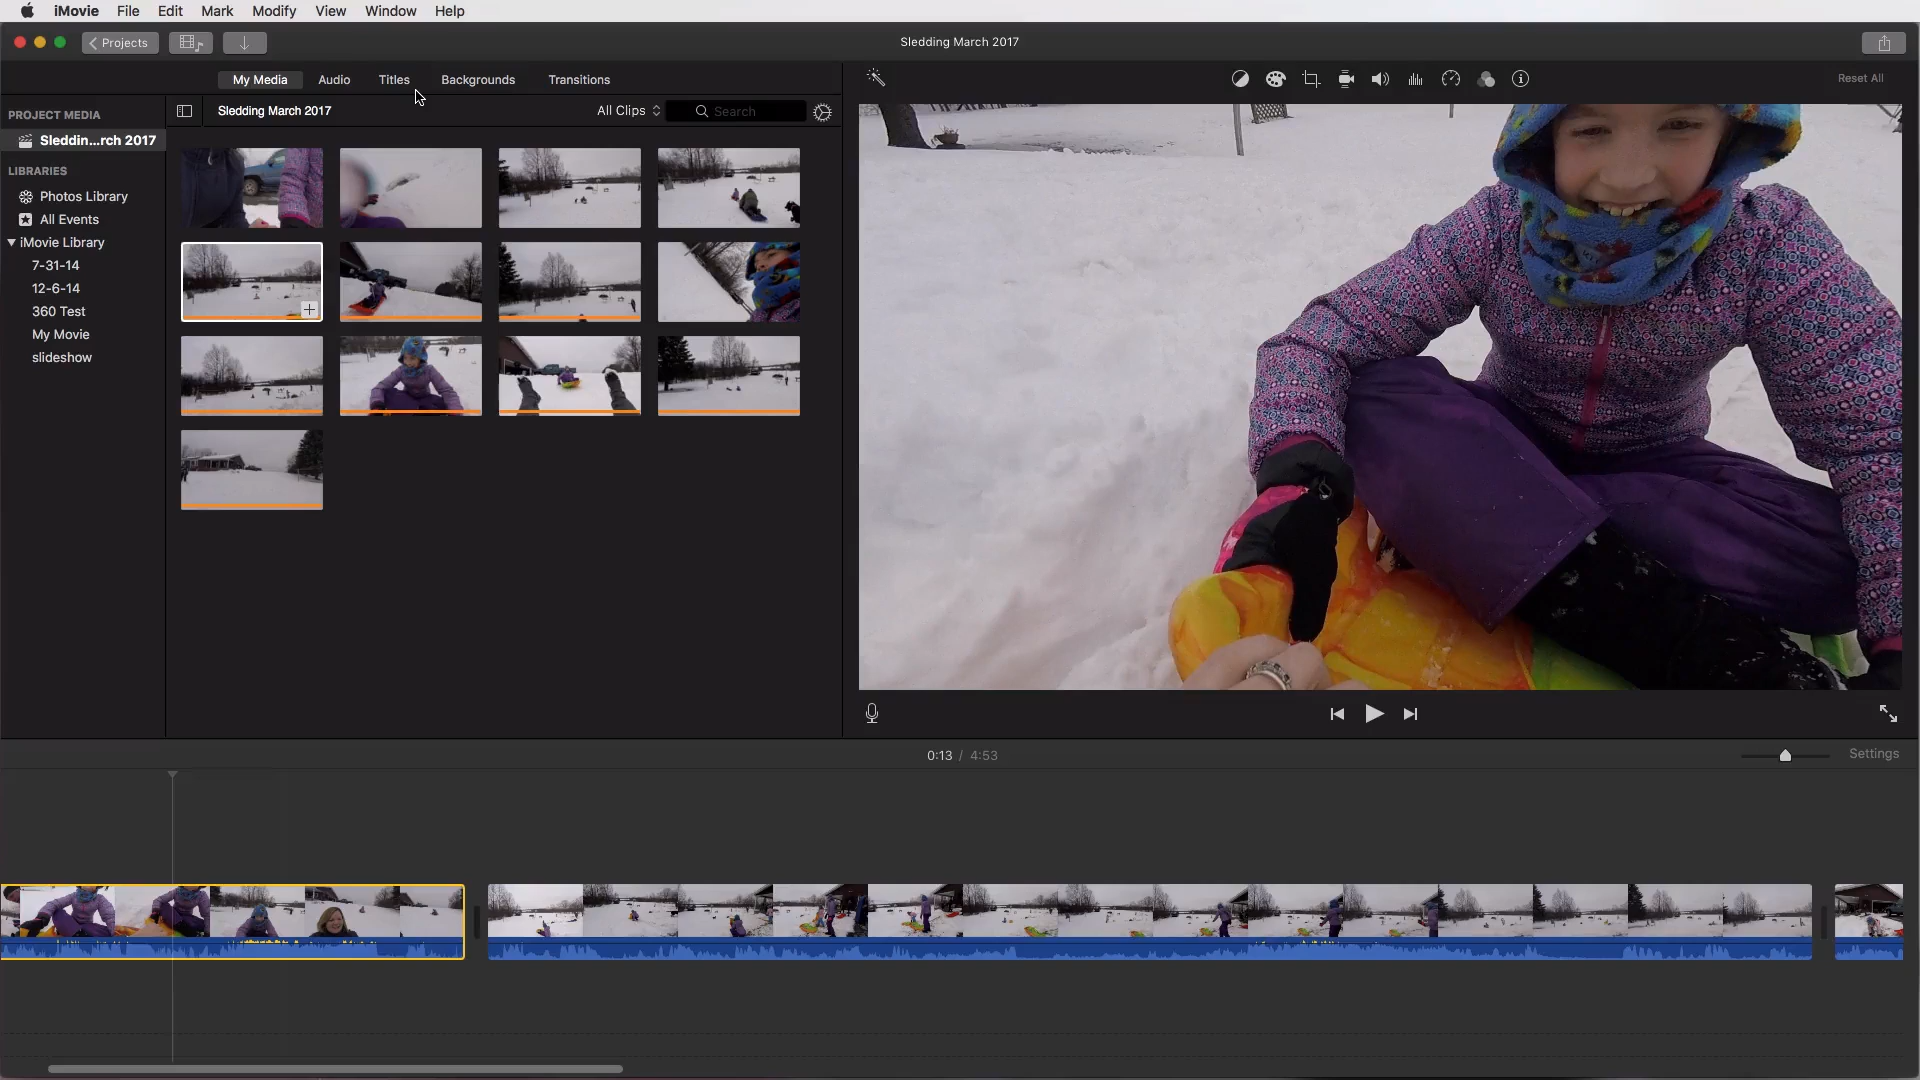 iMovie File Edit Mark Modify View Window Help
Projects
Sledding March 2017
My Media Audio Titles Backgrounds Transitions
Reset All
PROJECT MEDIA
Sledding March 2017 All Clips Search
Sleddin...rch 2017
LIBRARIES
Photos Library
All Events
iMovie Library
7-31-14
12-6-14
360 Test
My Movie
slideshow
0:13 / 4:53
Settings